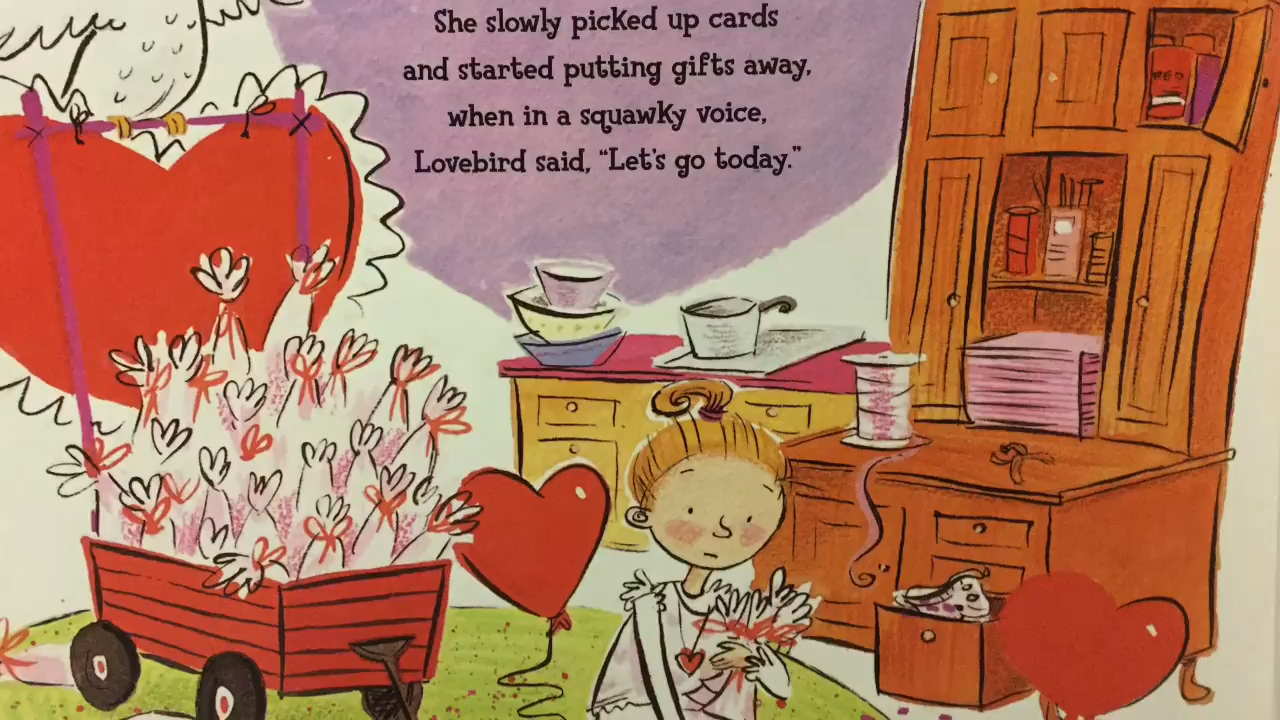 She slowly picked up cards
and started putting gifts away,
when in a squawky voice,
Lovebird said, “Let’s go today.”
RED